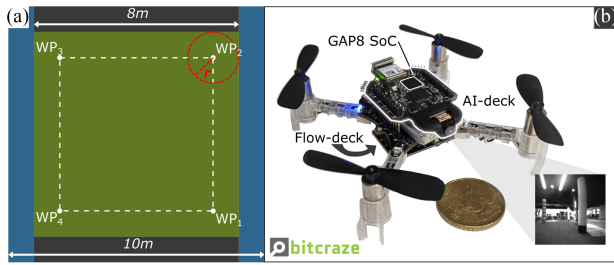 (a)
8m
WP3
WP2
r
WP4
WP1
10m
(b)
GAP8 SoC
AI-deck
Flow-deck
bitcraze